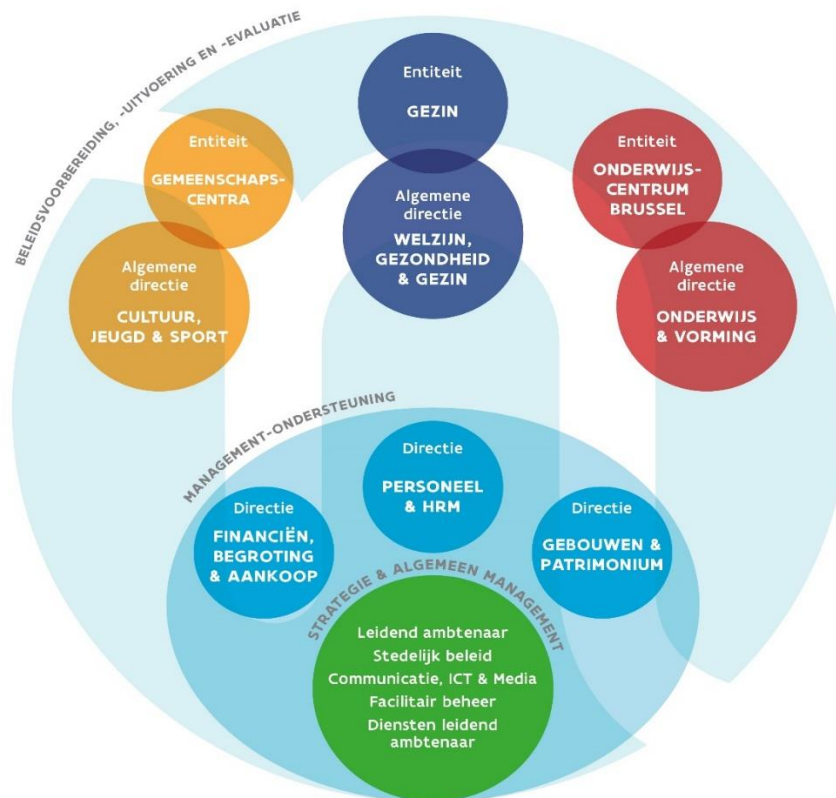 BELEIDSVOORBEREIDING, -UITVOERING EN -EVALUATIE
Entiteit
GEZIN
Entiteit
GEMEENSCHAPS-
CENTRA
Entiteit
ONDERWIJS-
CENTRUM
BRUSSEL
Algemene
directie
WELZIJN,
GEZONDHEID
& GEZIN
Algemene
directie
CULTUUR,
JEUGD & SPORT
Algemene
directie
ONDERWIJS
& VORMING
MANAGEMENT-ONDERSTEUNING
Directie
PERSONEEL
& HRM
Directie
FINANCIËN,
BEGROTING
& AANKOOP
Directie
GEBOUWEN &
PATRIMONIUM
STRATEGIE & ALGEMEEN MANAGEMENT
Leidend ambtenaar
Stedelijk beleid
Communicatie, ICT & Media
Facilitair beheer
Diensten leidend
ambtenaar